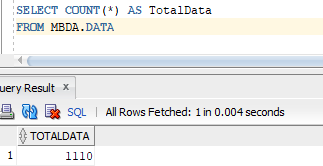 SELECT COUNT(*) AS TotalData
FROM MBDA.DATA
uery Result x
SQL | All Rows Fetched: 1 in 0.004 seconds
TOTALDATA
1 1110